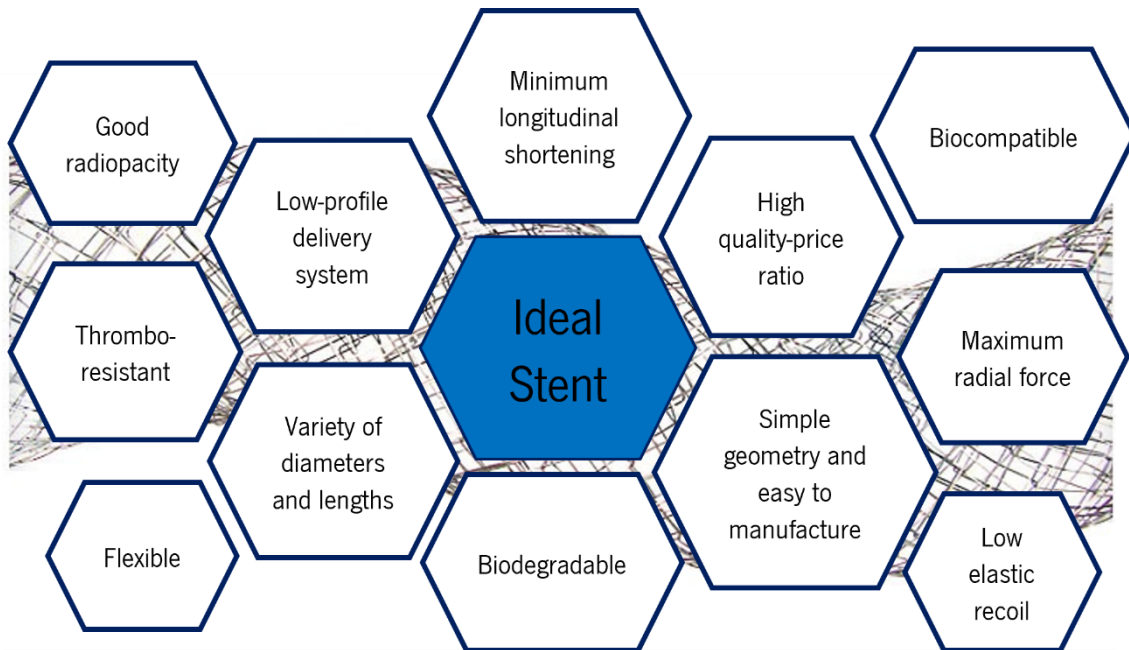 Good
radiopacity
Low-profile
delivery
system
Minimum
longitudinal
shortening
High
quality-price
ratio
Biocompatible
Thrombo-
resistant
Ideal
Stent
Maximum
radial force
Variety of
diameters
and lengths
Simple
geometry and
easy to
manufacture
Flexible
Biodegradable
Low
elastic
recoil